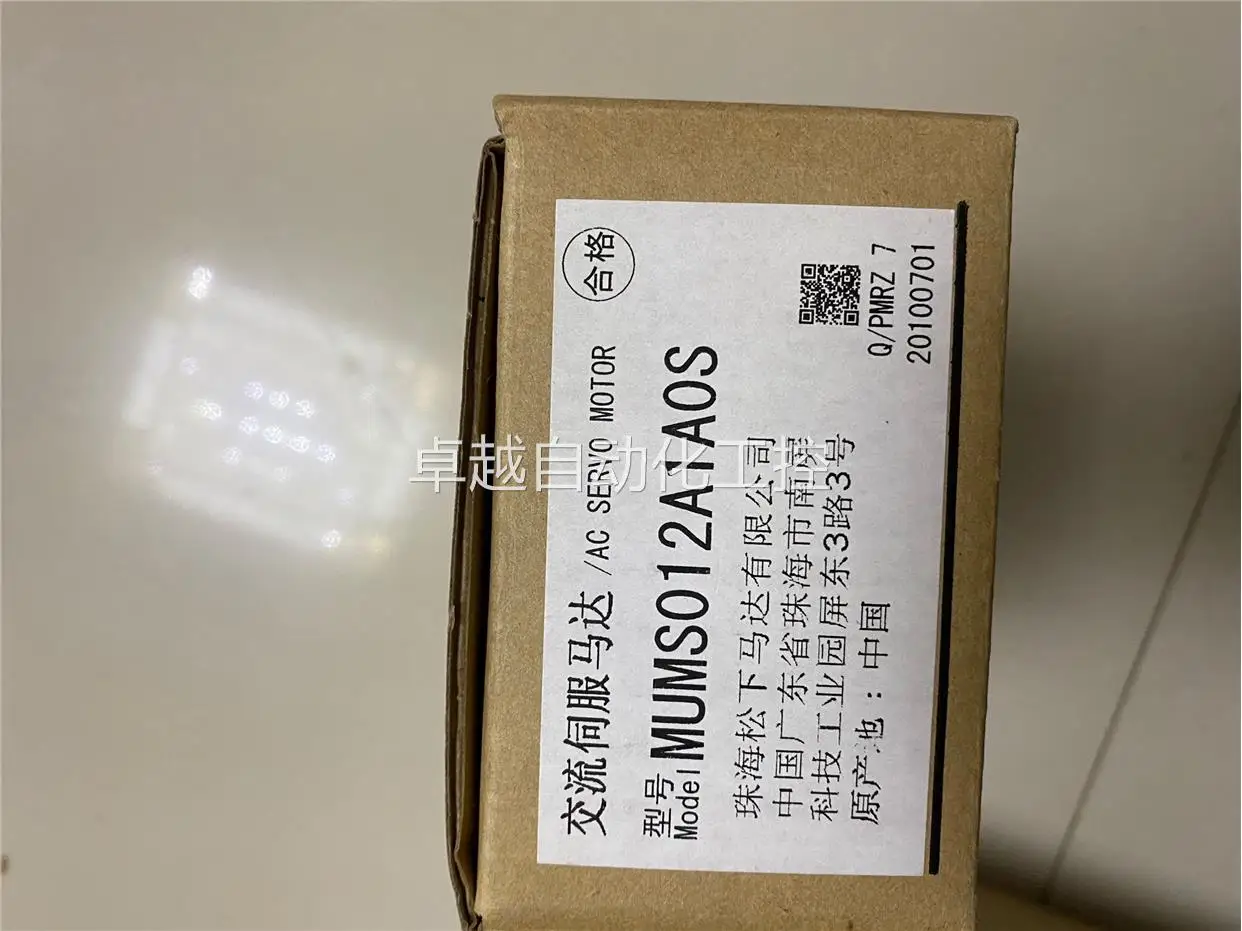 合格
交流伺服马达 /AC SERVO MOTOR
型号
Model MUMS012A1A0S
珠海松下马达有限公司
中国广东省珠海市南屏
科技工业园屏东3路3号
原产地：中国
Q/PMRZ 7
20100701
卓越自动化工控